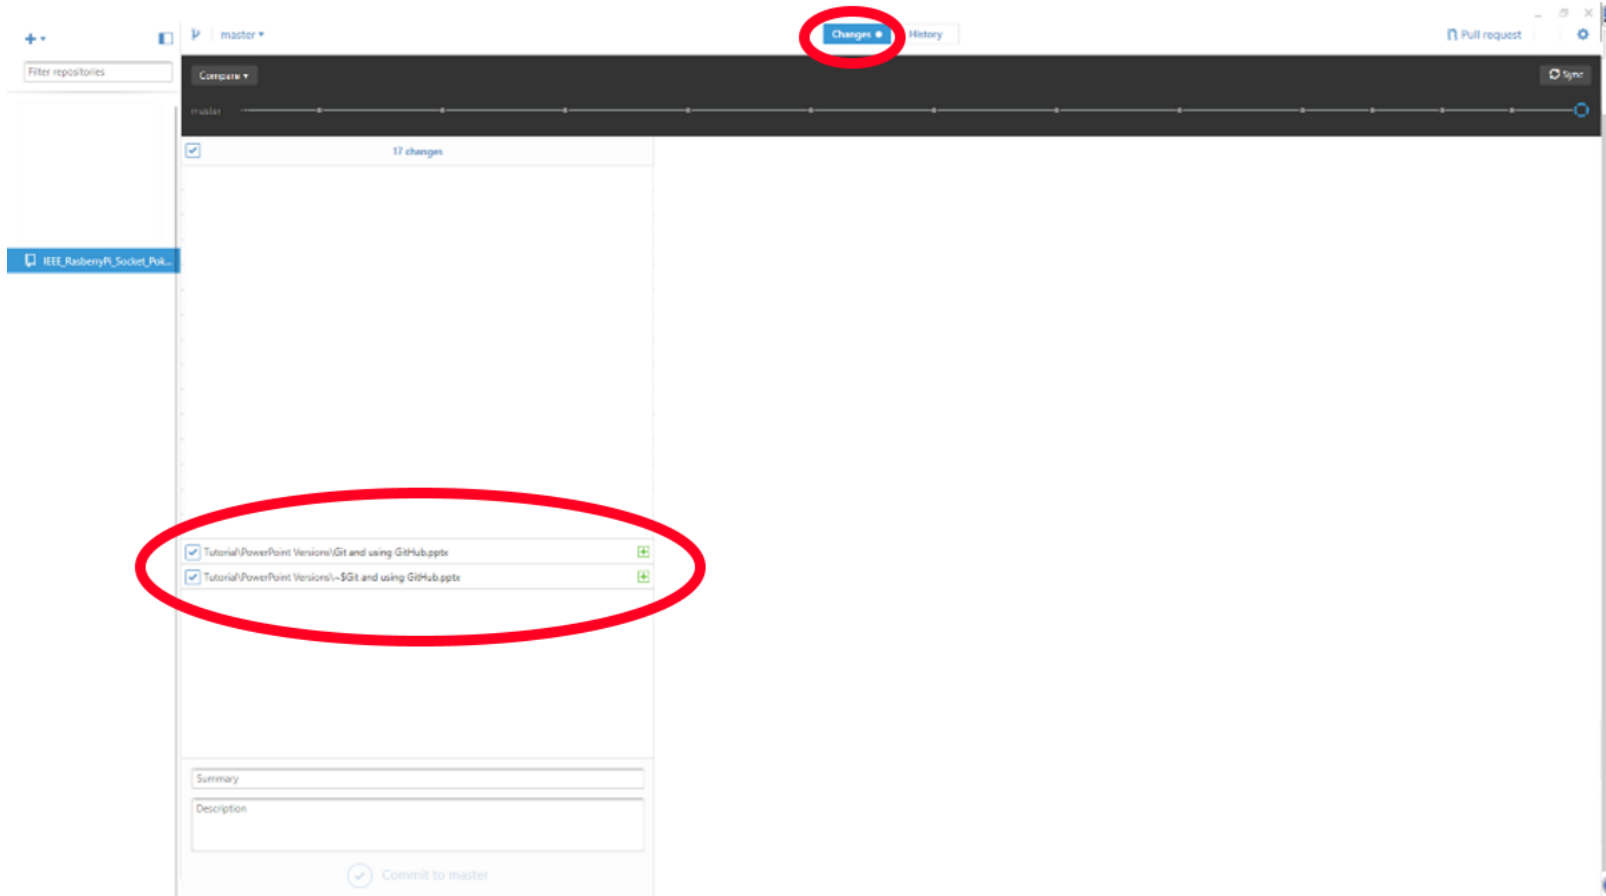 master
Changes
History
Pull request
Filter repositories
Compare
Sync
master
17 changes
IEEE_RasberryPi_Socket_Pok...
Tutorial\PowerPoint Versions\Git and using GitHub.pptx
Tutorial\PowerPoint Versions\~$Git and using GitHub.pptx
Summary
Description
Commit to master